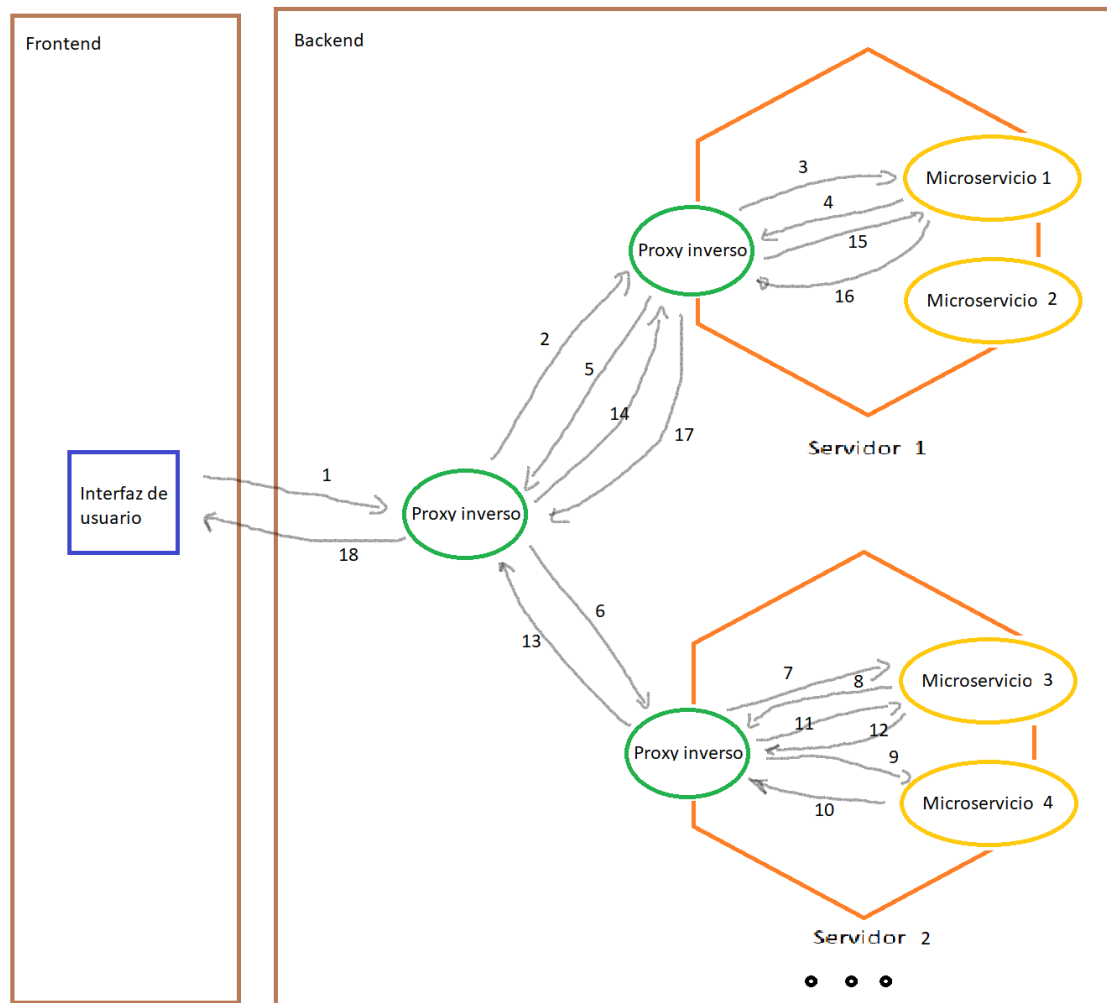 Frontend
Backend
3
Microservicio 1
4
Proxy inverso
15
16
Microservicio 2
2
5
14
17
Servidor 1
1
Interfaz de
usuario
Proxy inverso
18
6
13
7
8
Microservicio 3
11
12
Proxy inverso
9
10
Microservicio 4
Servidor 2